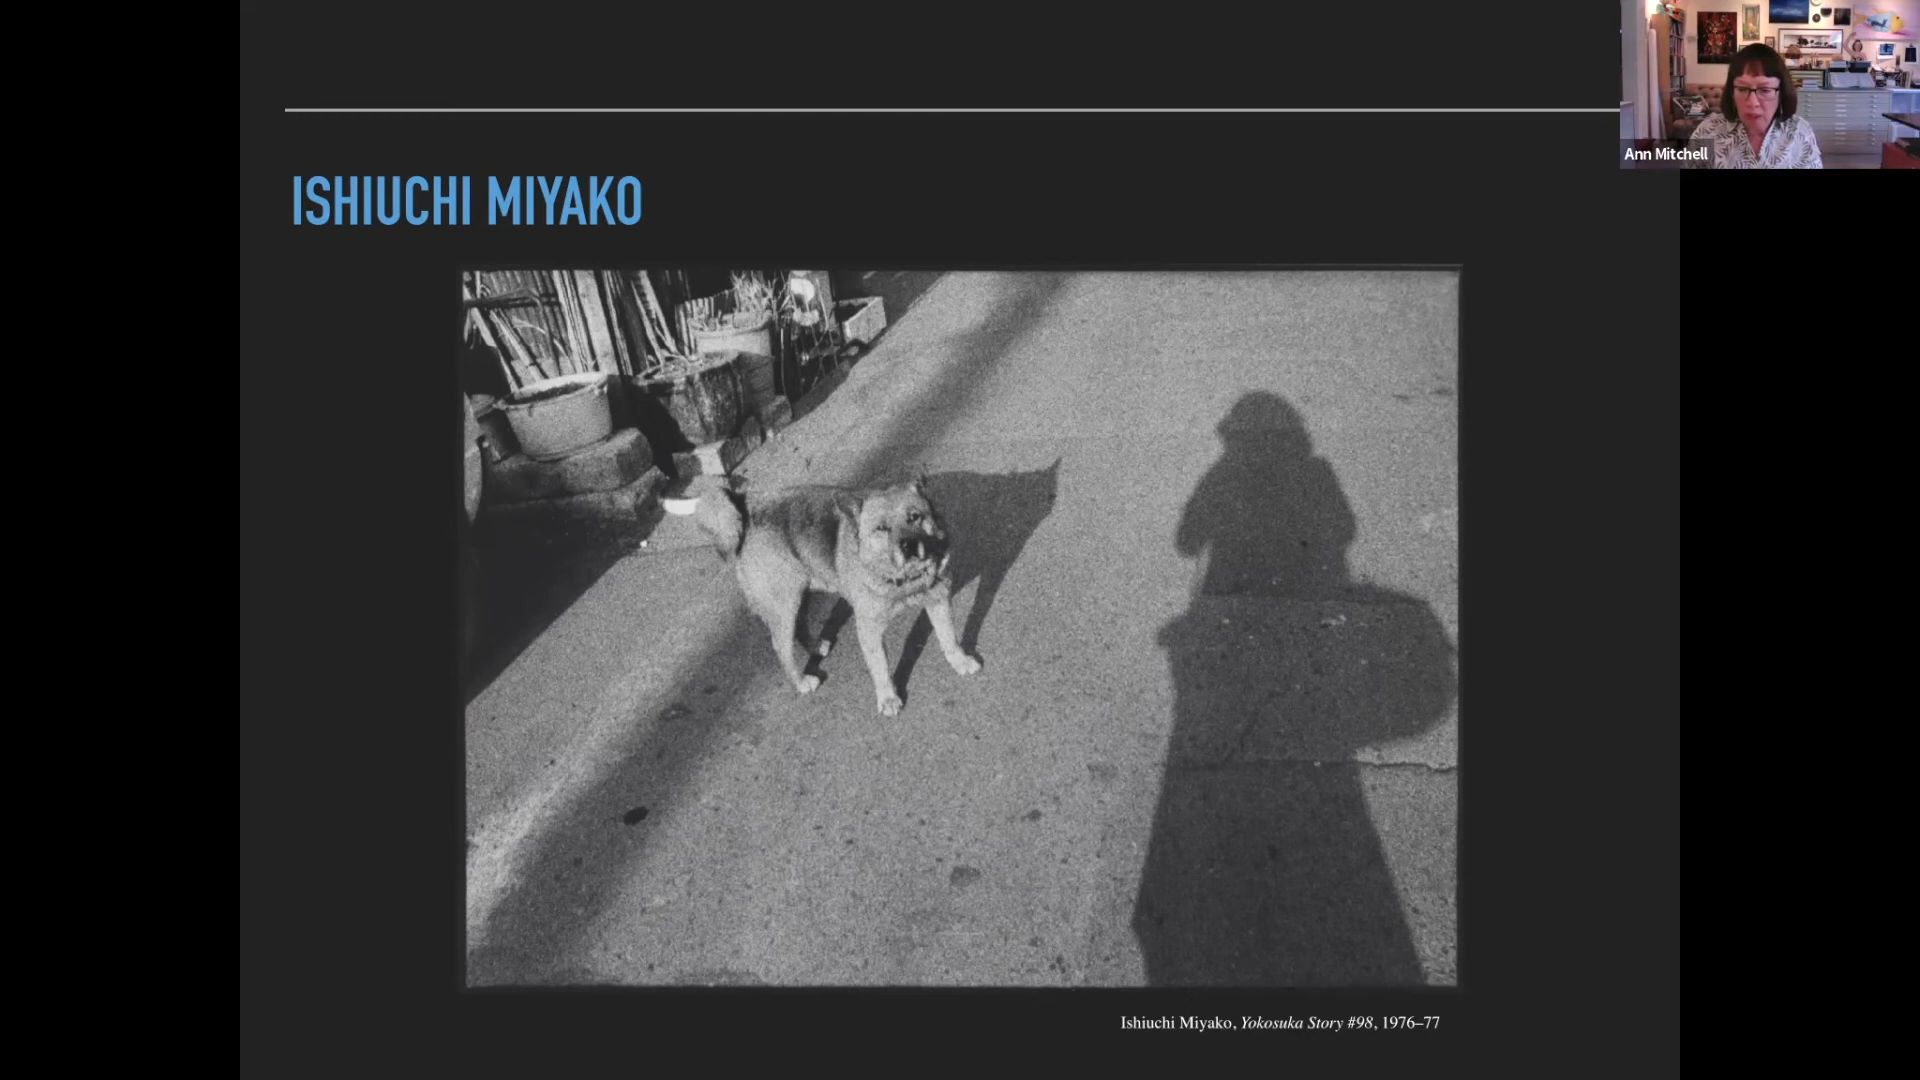 ISHIUCHI MIYAKO
Ann Mitchell
Ishiuchi Miyako, Yokosuka Story #98, 1976–77